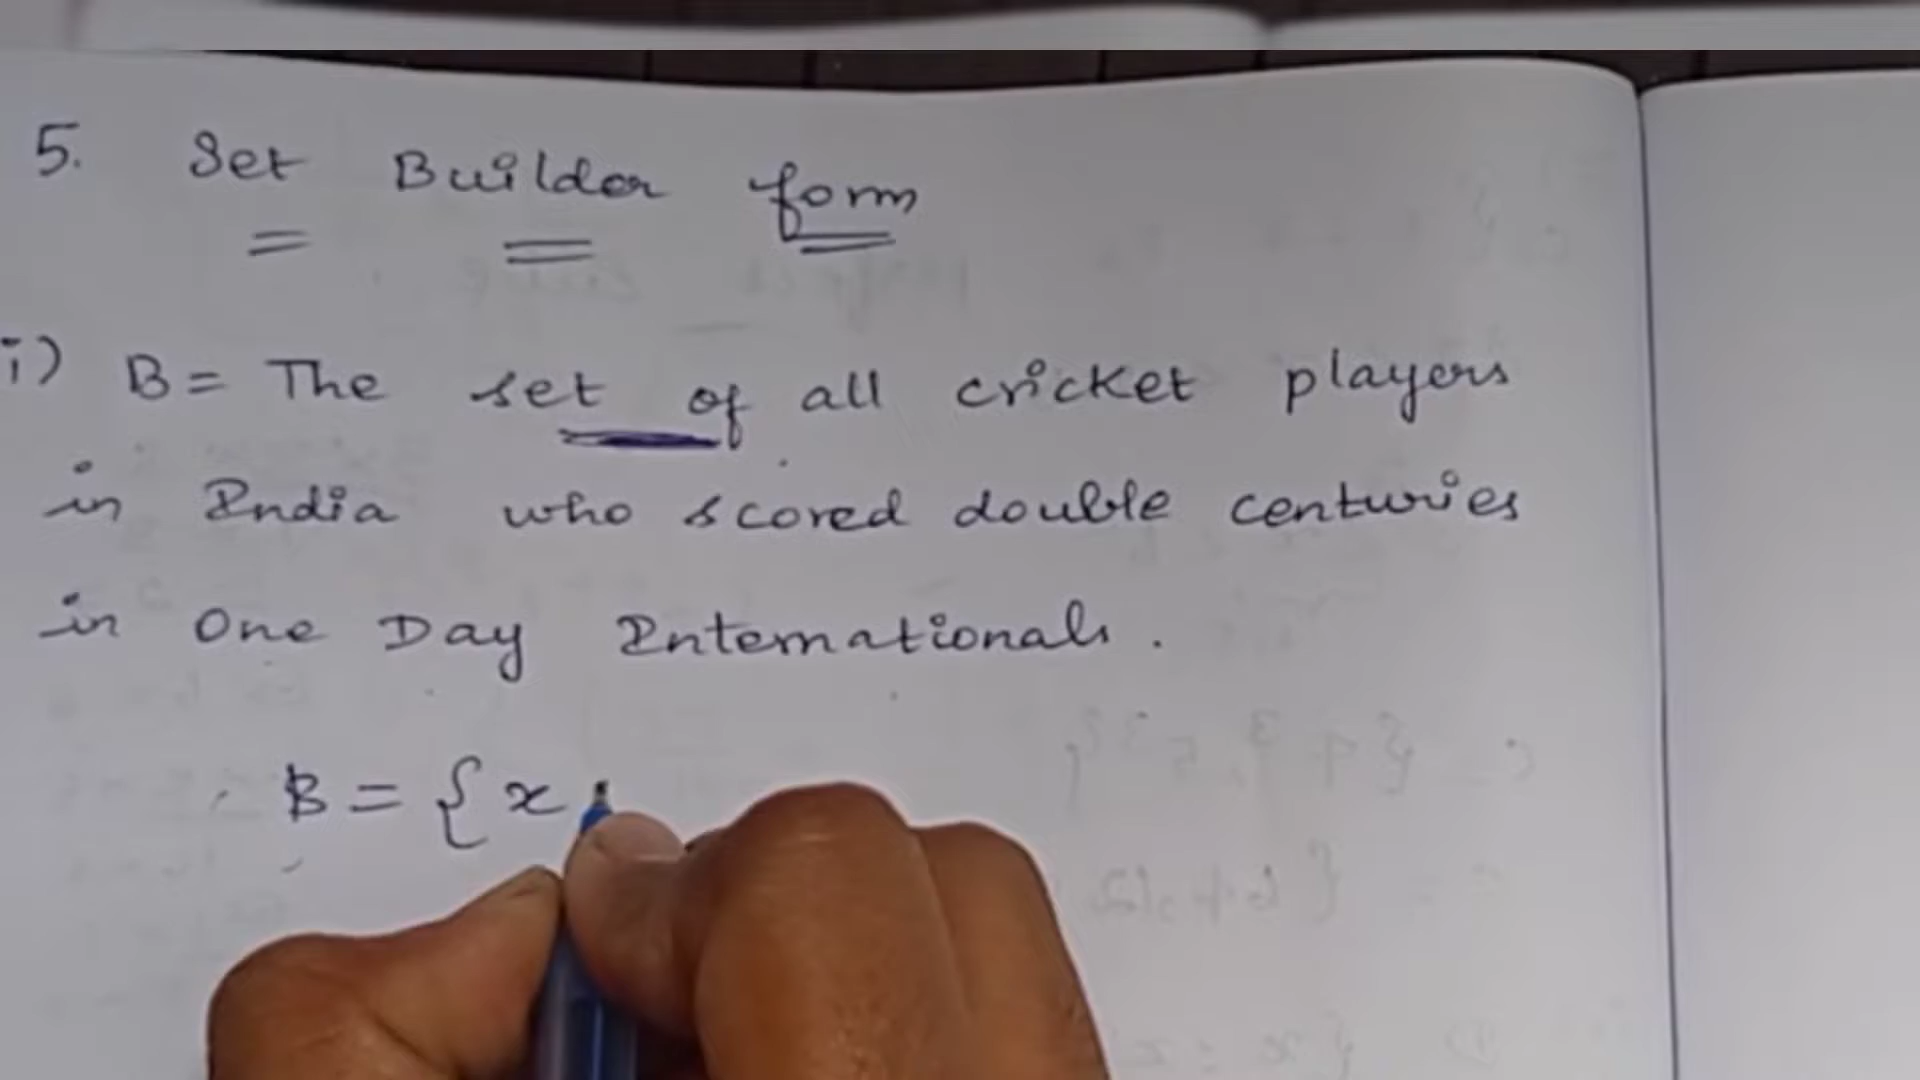 5. Set Builder form
i) B = The set of all cricket players
in India who scored double centuries
in One Day Internationals.
B = { x